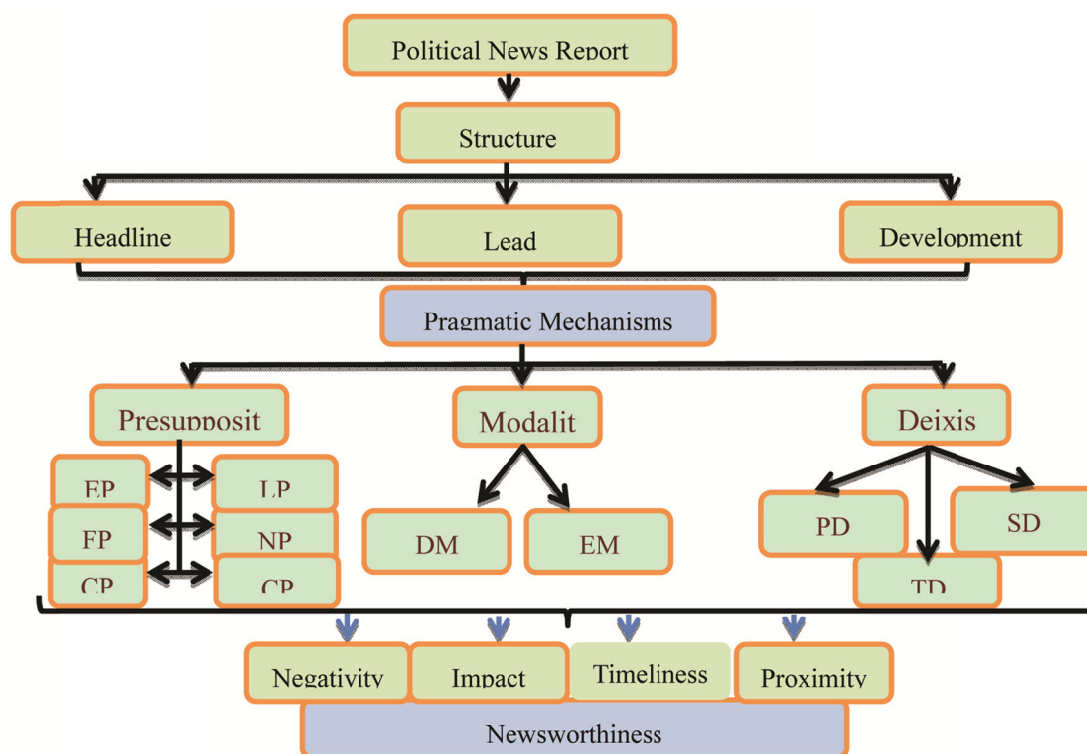 Political News Report
Structure
Headline
Lead
Development
Pragmatic Mechanisms
Presupposit
Modalit
Deixis
EP
LP
FP
NP
CP
CP
DM
EM
PD
SD
TD
Negativity
Impact
Timeliness
Proximity
Newsworthiness